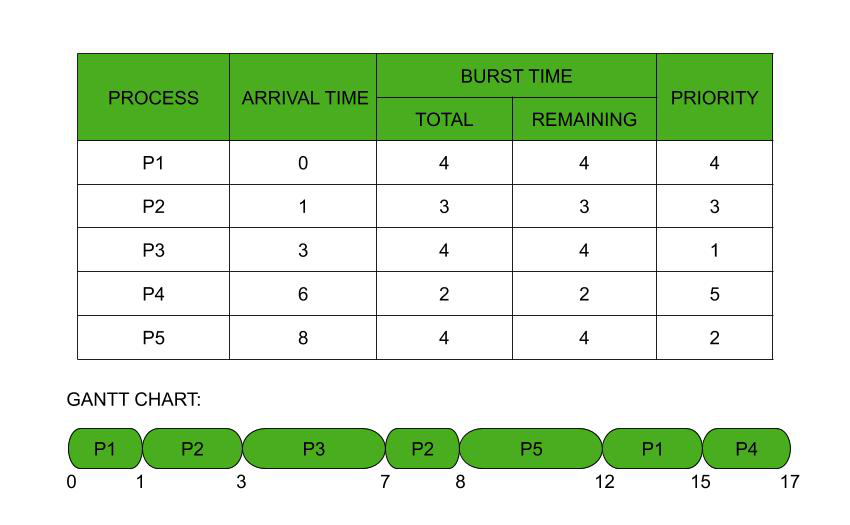 BURST TIME
PROCESS ARRIVAL TIME PRIORITY
TOTAL REMAINING
P1 0 4 4 4
P2 1 3 3 3
P3 3 4 4 1
P4 6 2 2 5
P5 8 4 4 2
GANTT CHART:
P1 P2 P3 P2 P5 P1 P4
0 1 3 7 8 12 15 17